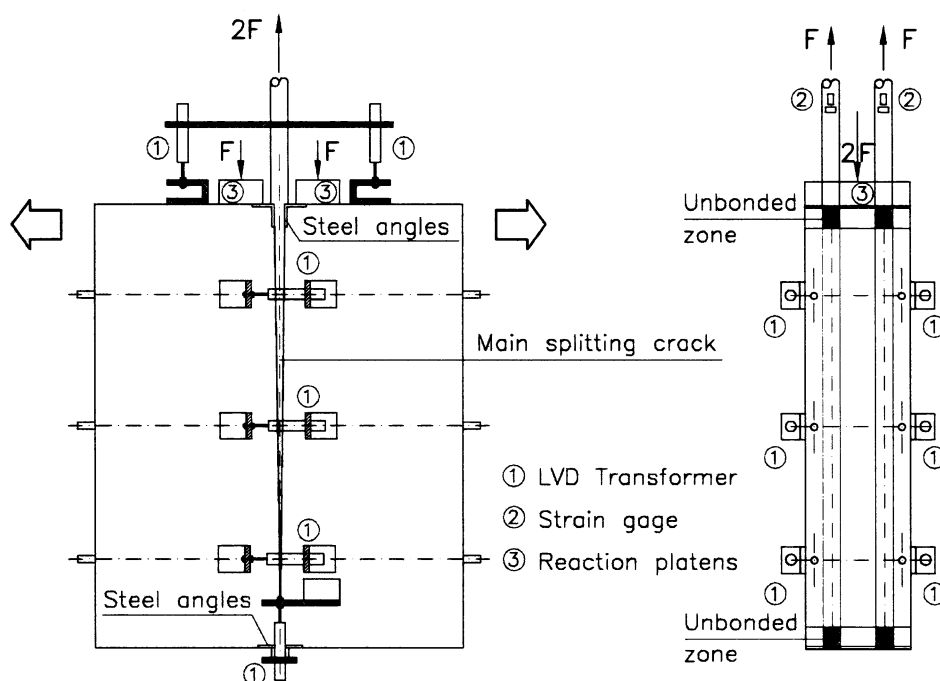 2F
F
F
②
②
①
F
F
①
③
③
2F
③
Steel angles
Unbonded
zone
①
①
①
Main splitting crack
①
①
①
① LVD Transformer
② Strain gage
①
③ Reaction platens
Steel angles
①
①
Unbonded
zone
①